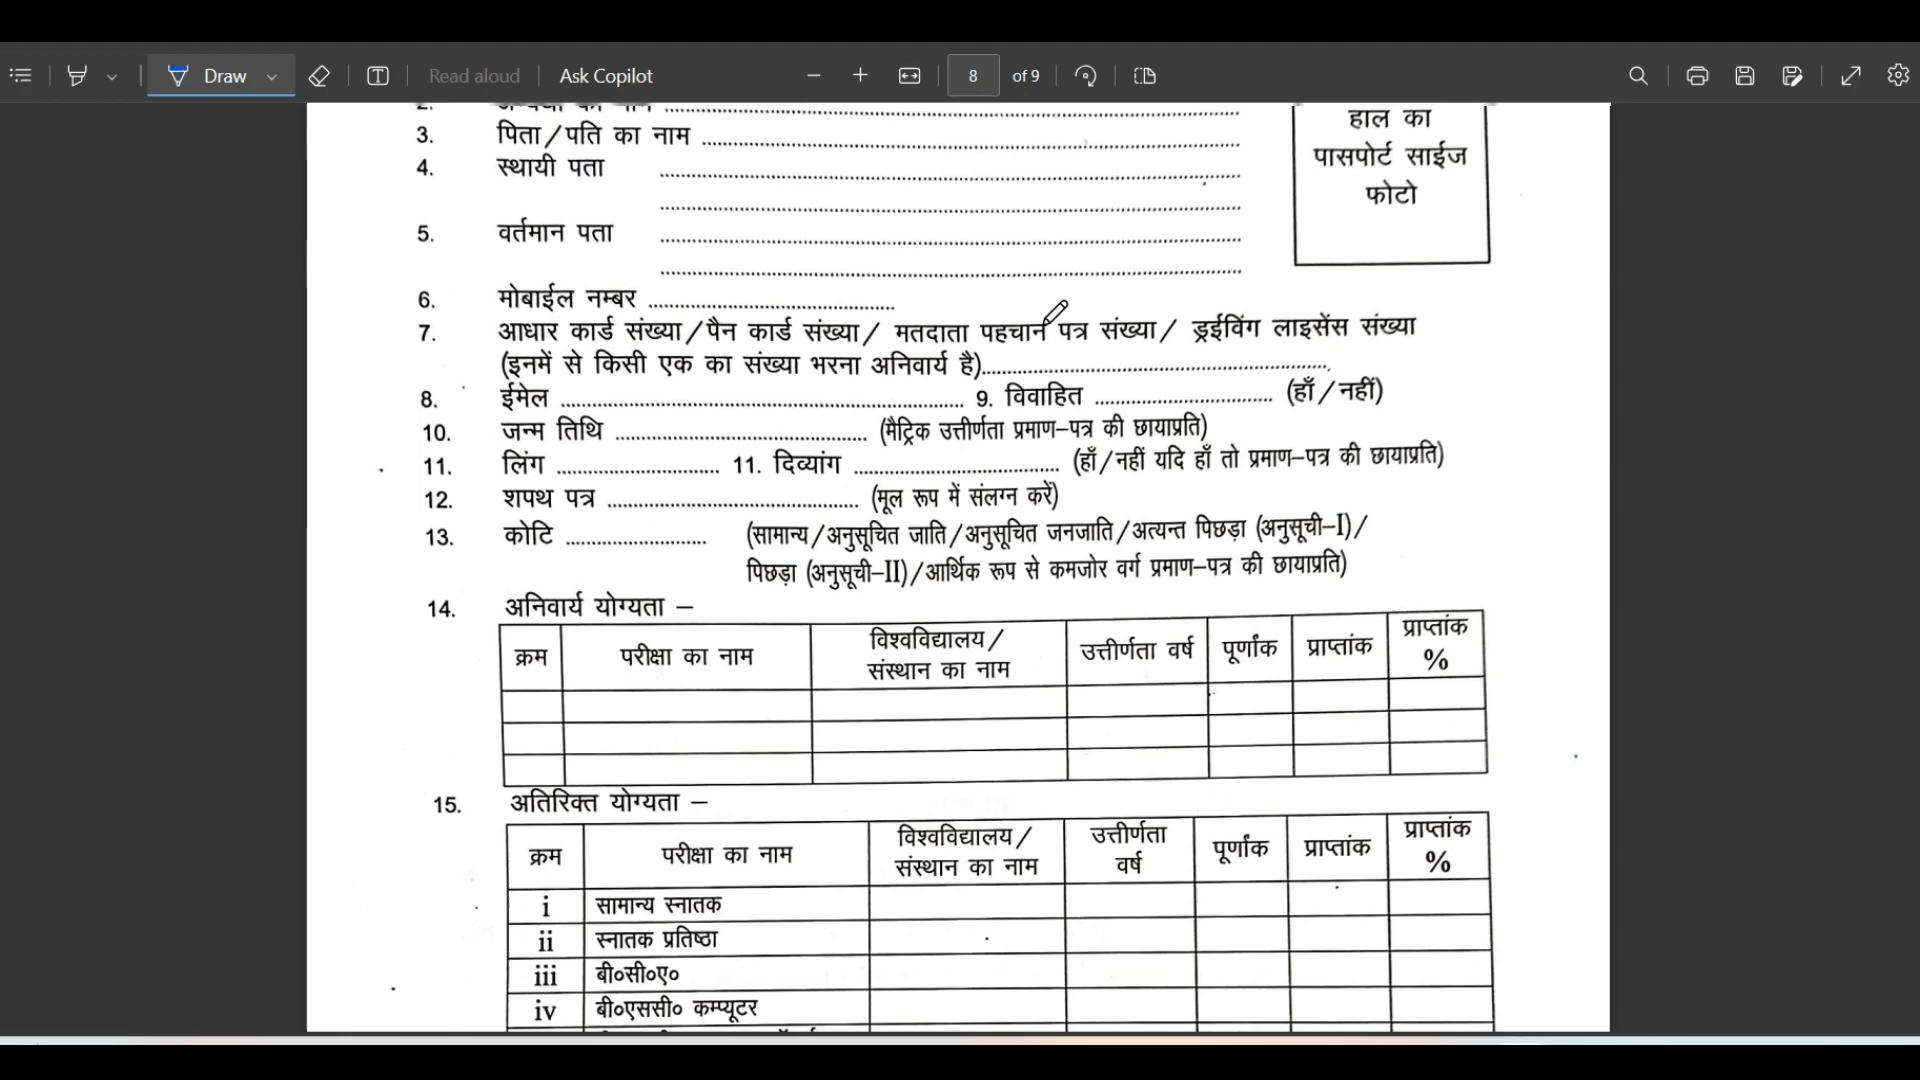 Draw
Read aloud
Ask Copilot
8 of 9
2.
3. पिता/पति का नाम
4. स्थायी पता
5. वर्तमान पता
हाल का
पासपोर्ट साईज
फोटो
6. मोबाईल नम्बर
7. आधार कार्ड संख्या/पैन कार्ड संख्या/ मतदाता पहचान पत्र संख्या/ ड्रईविंग लाइसेंस संख्या
(इनमें से किसी एक का संख्या भरना अनिवार्य है)
8. ईमेल 9. विवाहित (हाँ/नहीं)
10. जन्म तिथि (मैट्रिक उत्तीर्णता प्रमाण–पत्र की छायाप्रति)
11. लिंग 11. दिव्यांग (हाँ/नहीं यदि हाँ तो प्रमाण–पत्र की छायाप्रति)
12. शपथ पत्र (मूल रूप में संलग्न करें)
13. कोटि (सामान्य/अनुसूचित जाति/अनुसूचित जनजाति/अत्यन्त पिछड़ा (अनुसूची–I)/
पिछड़ा (अनुसूची–II)/आर्थिक रूप से कमजोर वर्ग प्रमाण–पत्र की छायाप्रति)
14. अनिवार्य योग्यता –
क्रम परीक्षा का नाम विश्वविद्यालय/ संस्थान का नाम उत्तीर्णता वर्ष पूर्णांक प्राप्तांक प्राप्तांक %
15. अतिरिक्त योग्यता –
क्रम परीक्षा का नाम विश्वविद्यालय/ संस्थान का नाम उत्तीर्णता वर्ष पूर्णांक प्राप्तांक प्राप्तांक %
i सामान्य स्नातक
ii स्नातक प्रतिष्ठा
iii बी०सी०ए०
iv बी०एससी० कम्प्यूटर